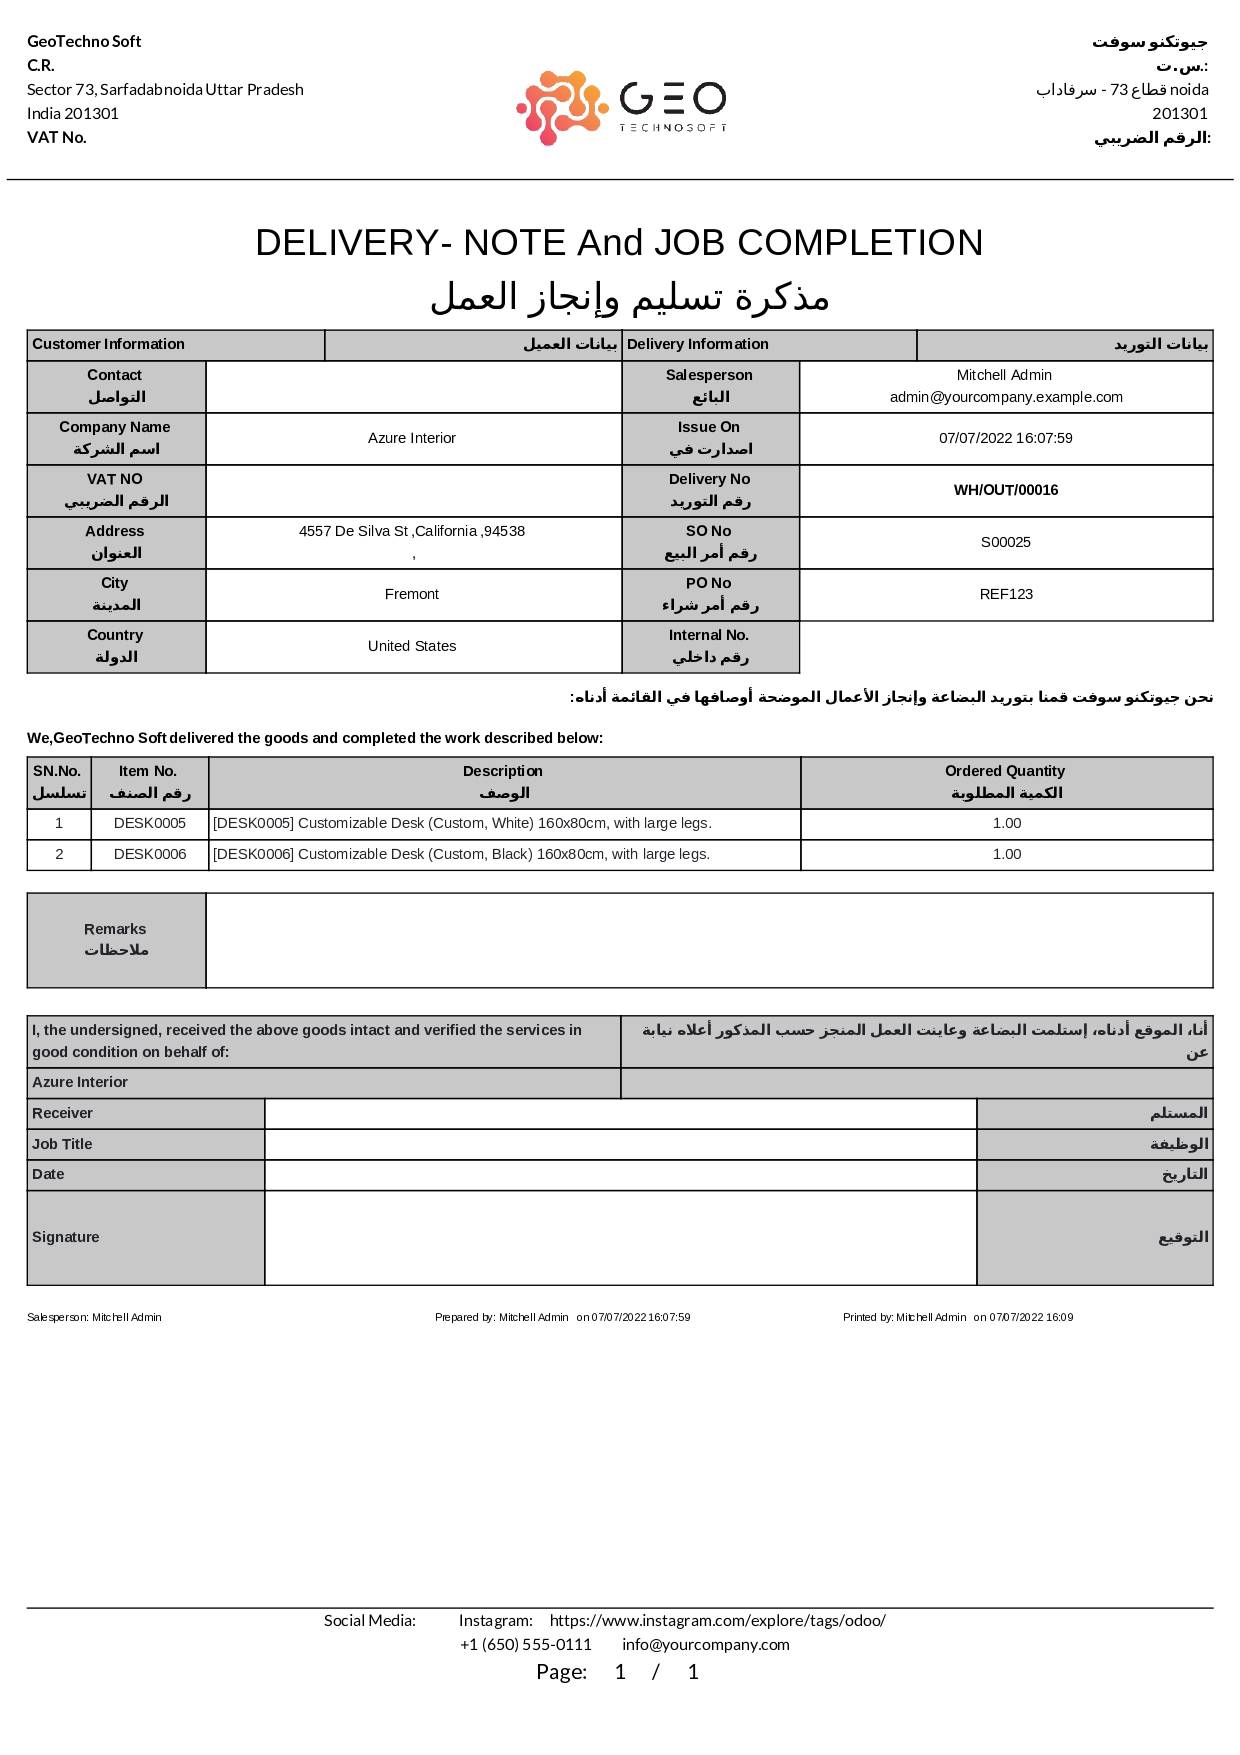 GeoTechno Soft
C.R.
Sector 73, Sarfadabnoida Uttar Pradesh
India 201301
VAT No.
GEO
TECHNOSOFT
جيوتكنو سوفت
س.ت.:
قطاع 73 - سرفاداب noida
201301
الرقم الضريبي:
DELIVERY- NOTE And JOB COMPLETION
مذكرة تسليم وإنجاز العمل
Customer Information بيانات العميل Delivery Information بيانات التوريد
Contact
التواصل
Salesperson
البائع
Mitchell Admin
admin@yourcompany.example.com
Company Name
اسم الشركة
Azure Interior
Issue On
اصدارت في
07/07/2022 16:07:59
VAT NO
الرقم الضريبي
Delivery No
رقم التوريد
WH/OUT/00016
Address
العنوان
4557 De Silva St ,California ,94538
,
SO No
رقم أمر البيع
S00025
City
المدينة
Fremont
PO No
رقم أمر شراء
REF123
Country
الدولة
United States
Internal No.
رقم داخلي
نحن جيوتكنو سوفت قمنا بتوريد البضاعة وإنجاز الأعمال الموضحة أوصافها في القائمة أدناه:
We,GeoTechno Soft delivered the goods and completed the work described below:
SN.No. Item No. Description Ordered Quantity
تسلسل رقم الصنف الوصف الكمية المطلوبة
1 DESK0005 [DESK0005] Customizable Desk (Custom, White) 160x80cm, with large legs. 1.00
2 DESK0006 [DESK0006] Customizable Desk (Custom, Black) 160x80cm, with large legs. 1.00
Remarks
ملاحظات
I, the undersigned, received the above goods intact and verified the services in
good condition on behalf of:
أنا، الموقع أدناه، إستلمت البضاعة وعاينت العمل المنجز حسب المذكور أعلاه نيابة
عن
Azure Interior
Receiver المستلم
Job Title الوظيفة
Date التاريخ
Signature التوقيع
Salesperson: Mitchell Admin Prepared by: Mitchell Admin on 07/07/2022 16:07:59 Printed by: Mitchell Admin on 07/07/2022 16:09
Social Media: Instagram: https://www.instagram.com/explore/tags/odoo/
+1 (650) 555-0111 info@yourcompany.com
Page: 1 / 1